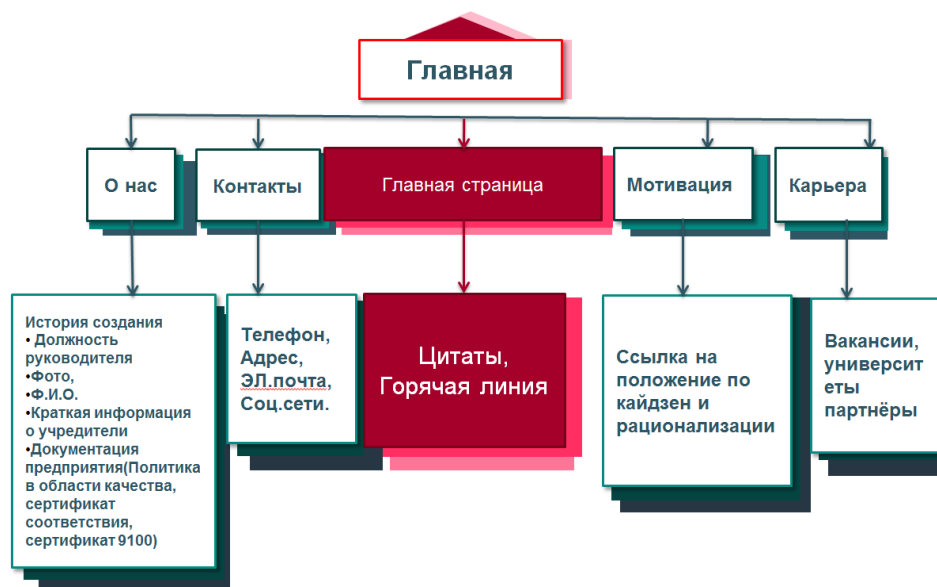 Главная
О нас
Контакты
Главная страница
Мотивация
Карьера
История создания
• Должность
руководителя
•Фото,
•Ф.И.О.
•Краткая информация
о учредители
•Документация
предприятия(Политика
в области качества,
сертификат
соответствия,
сертификат 9100)
Телефон,
Адрес,
ЭЛ.почта,
Соц.сети.
Цитаты,
Горячая линия
Ссылка на
положение по
кайдзен и
рационализации
Вакансии,
университ
еты
партнёры